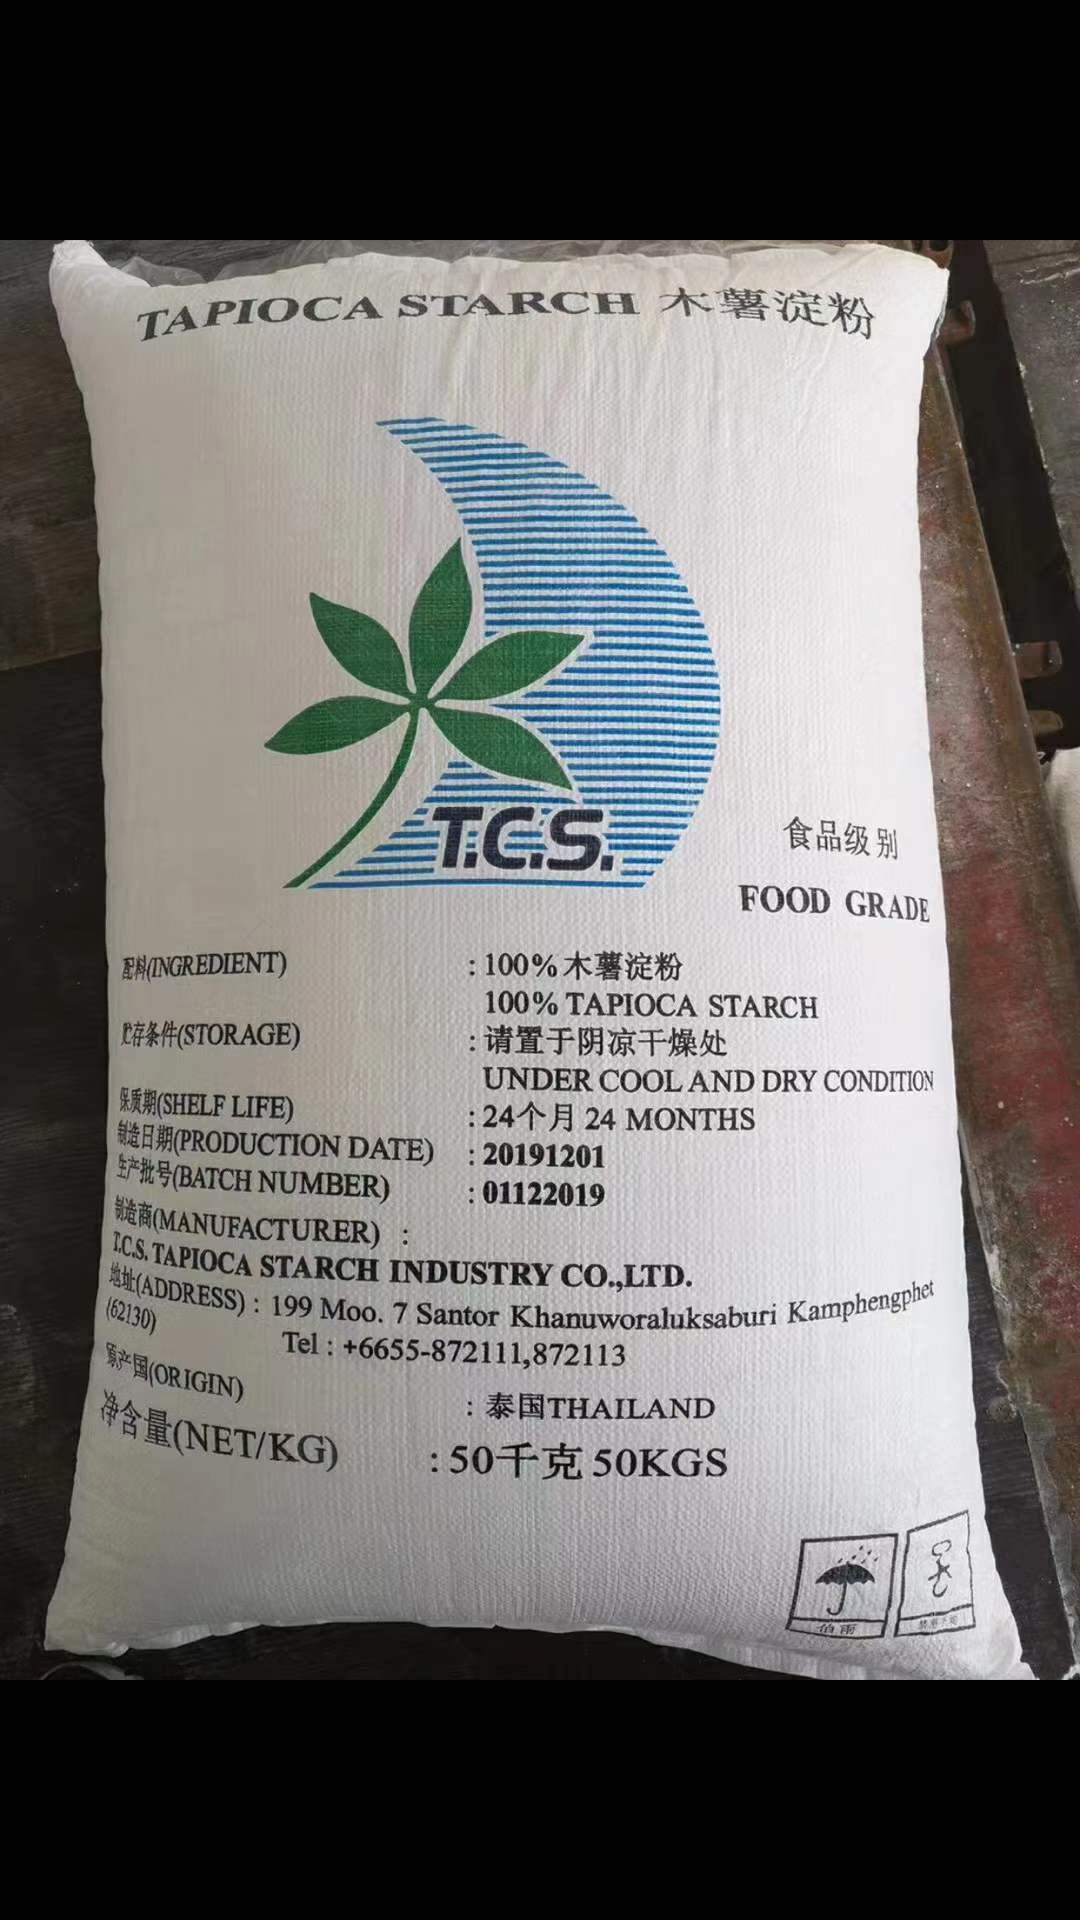 TAPIOCA STARCH 木薯淀粉
T.C.S.
食品级别
FOOD GRADE
配料(INGREDIENT) : 100%木薯淀粉
100% TAPIOCA STARCH
贮存条件(STORAGE) : 请置于阴凉干燥处
UNDER COOL AND DRY CONDITION
保质期(SHELF LIFE) : 24个月 24 MONTHS
制造日期(PRODUCTION DATE) : 20191201
生产批号(BATCH NUMBER) : 01122019
制造商(MANUFACTURER) :
T.C.S. TAPIOCA STARCH INDUSTRY CO.,LTD.
地址(ADDRESS) : 199 Moo. 7 Santor Khanuworaluksaburi Kamphengphet
(62130)
Tel : +6655-872111,872113
原产国(ORIGIN) : 泰国THAILAND
净含量(NET/KG) : 50千克 50KGS
怕雨